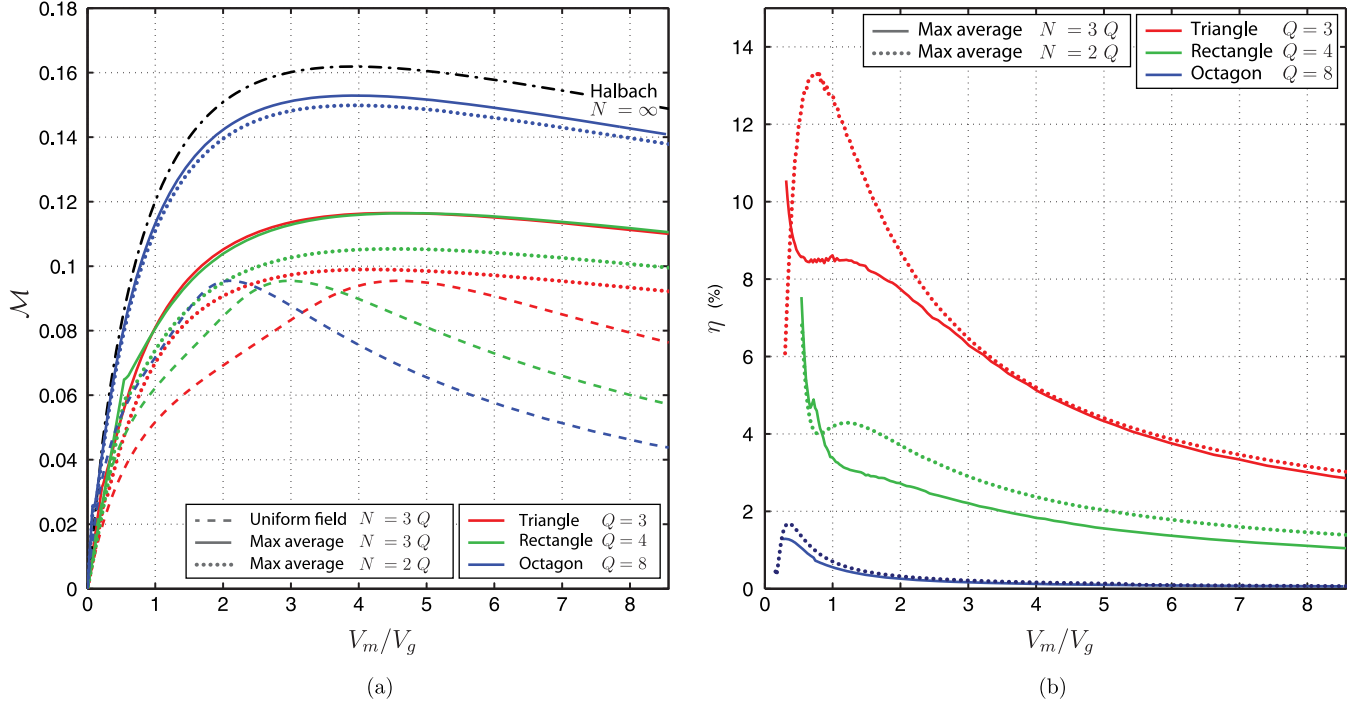 0.18
0.16
0.14
0.12
0.1
0.08
0.06
0.04
0.02
0
ℳ
Halbach
N = ∞
Uniform field N = 3 Q
Max average N = 3 Q
Max average N = 2 Q
Triangle Q = 3
Rectangle Q = 4
Octagon Q = 8
0 1 2 3 4 5 6 7 8
V_m/V_g
(a)
14
12
10
8
6
4
2
0
η (%)
Max average N = 3 Q
Max average N = 2 Q
Triangle Q = 3
Rectangle Q = 4
Octagon Q = 8
0 1 2 3 4 5 6 7 8
V_m/V_g
(b)